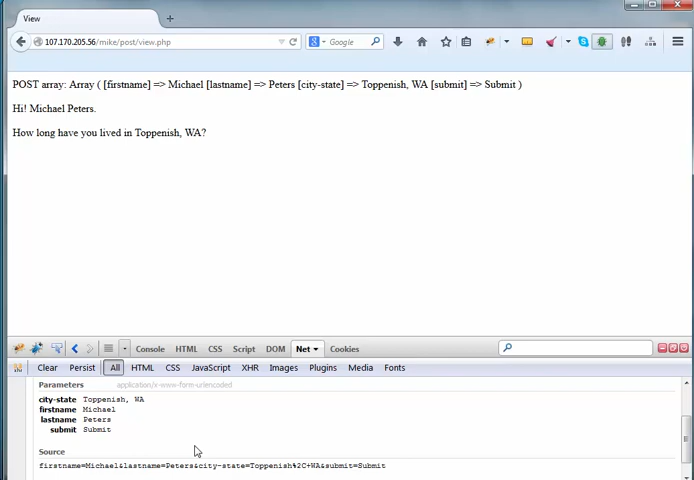 View
107.170.205.56/mike/post/view.php
Google
POST array: Array ( [firstname] => Michael [lastname] => Peters [city-state] => Toppenish, WA [submit] => Submit )
Hi! Michael Peters.
How long have you lived in Toppenish, WA?
Console HTML CSS Script DOM Net Cookies
Clear Persist All HTML CSS JavaScript XHR Images Plugins Media Fonts
Parameters application/x-www-form-urlencoded
city-state Toppenish, WA
firstname Michael
lastname Peters
submit Submit
Source
firstname=Michael&lastname=Peters&city-state=Toppenish%2C+WA&submit=Submit